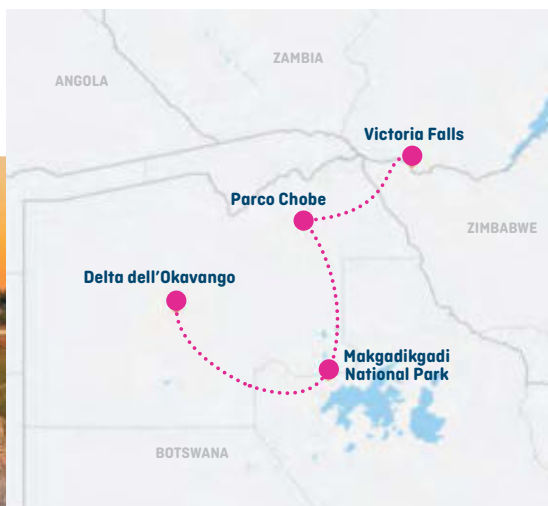 ZAMBIA
ANGOLA
Victoria Falls
Parco Chobe
ZIMBABWE
Delta dell'Okavango
Makgadikgadi
National Park
BOTSWANA